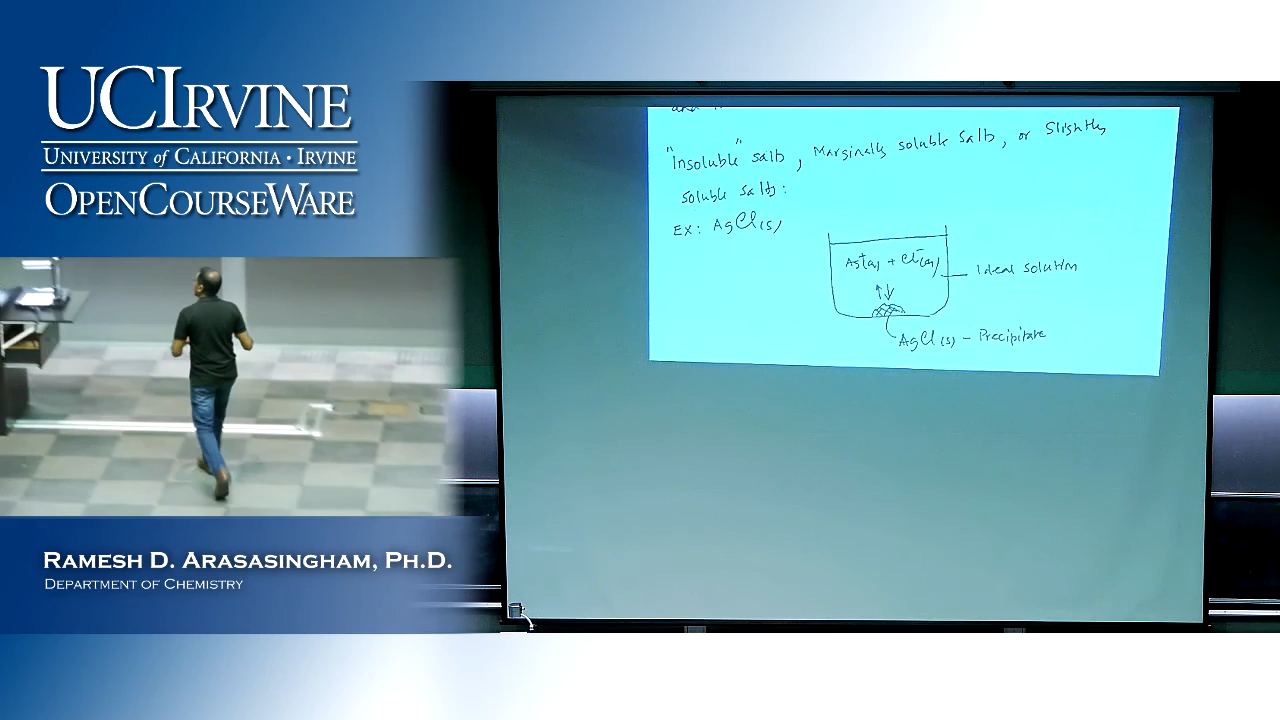 UCIRVINE
UNIVERSITY of CALIFORNIA · IRVINE
OPENCOURSEWARE
"Insoluble" salts, Marginally soluble salts, or Slightly
soluble salts:
Ex: AgCl(s)
Ag+(aq) + Cl-(aq)
Ideal solution
AgCl(s) - Precipitate
RAMESH D. ARASASINGHAM, PH.D.
DEPARTMENT OF CHEMISTRY